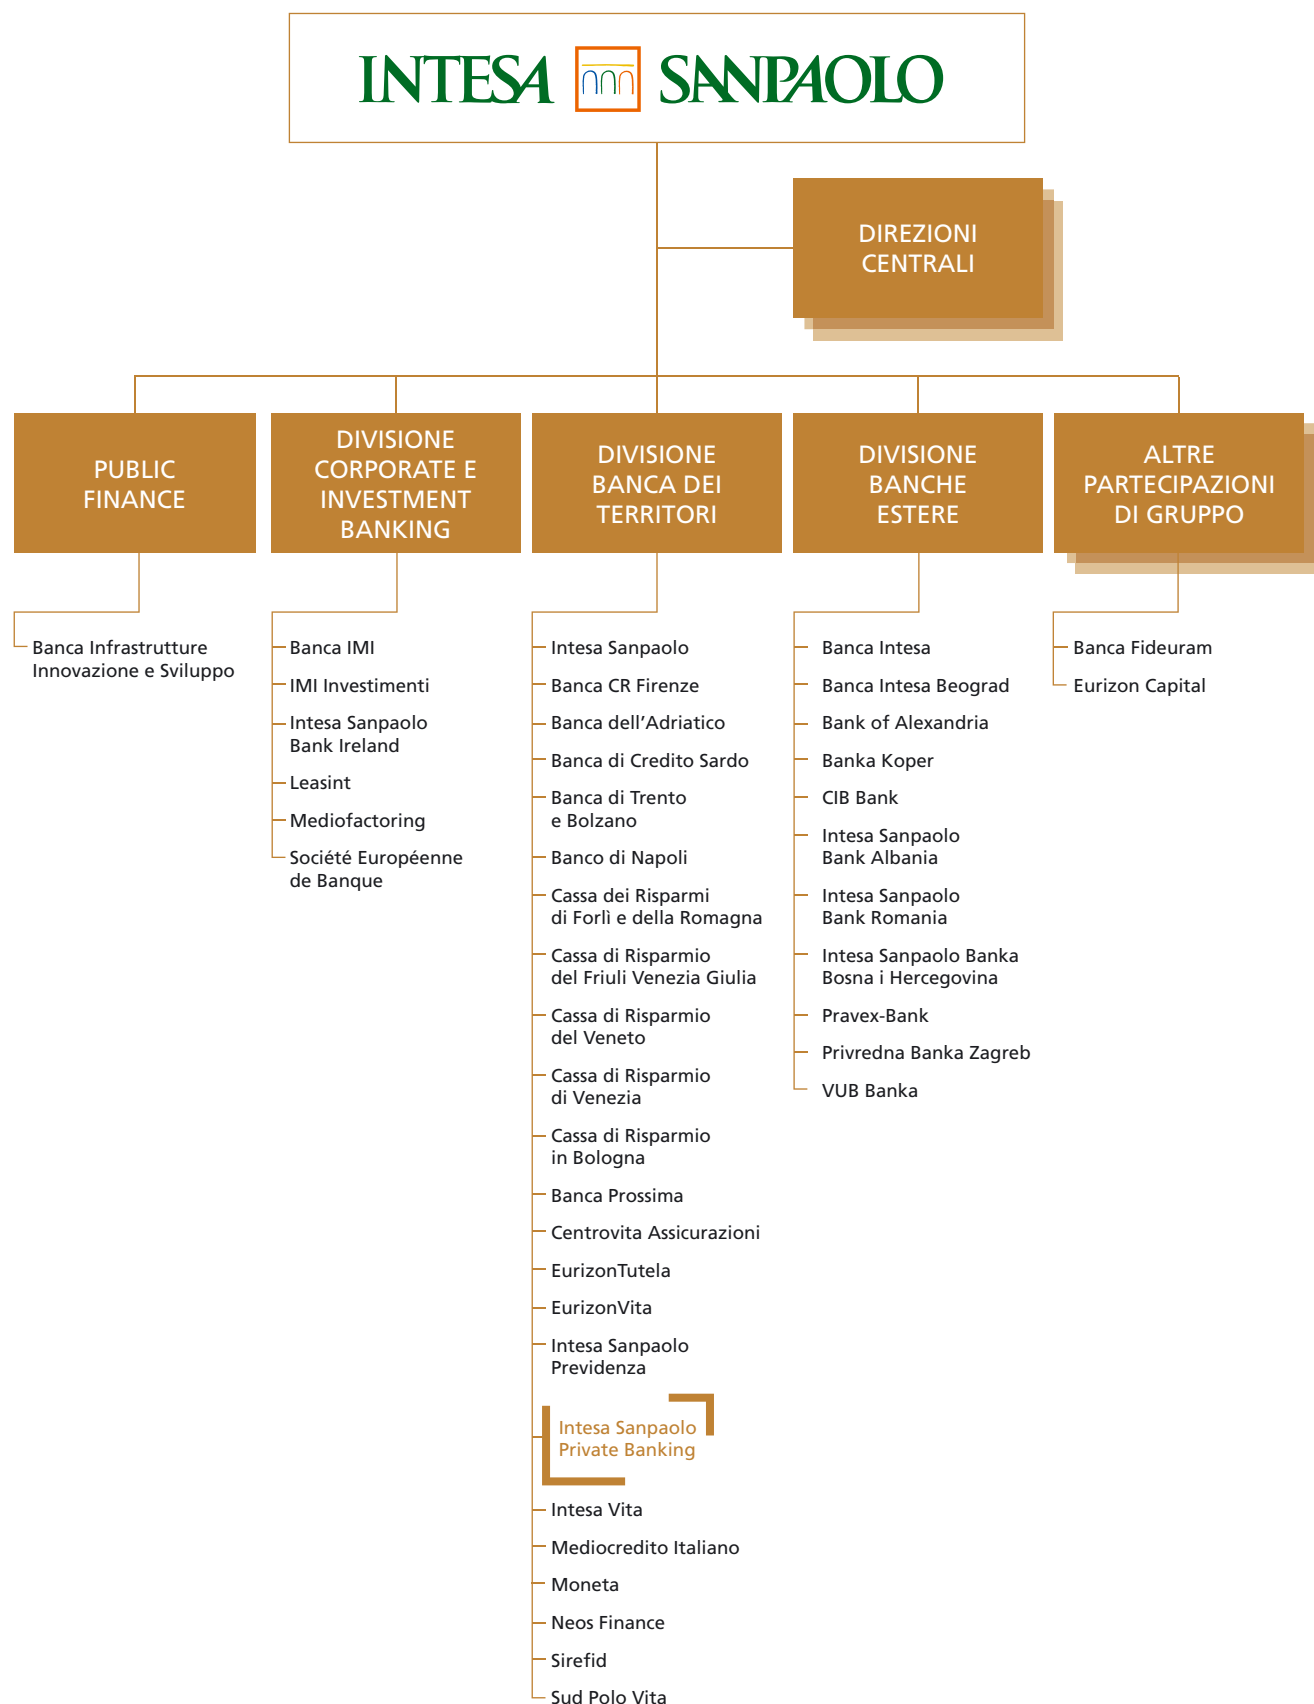 INTESA SANPAOLO
DIREZIONI
CENTRALI
PUBLIC
FINANCE
DIVISIONE
CORPORATE E
INVESTMENT
BANKING
DIVISIONE
BANCA DEI
TERRITORI
DIVISIONE
BANCHE
ESTERE
ALTRE
PARTECIPAZIONI
DI GRUPPO
Banca Infrastrutture
Innovazione e Sviluppo
Banca IMI
IMI Investimenti
Intesa Sanpaolo
Bank Ireland
Leasint
Mediofactoring
Société Européenne
de Banque
Intesa Sanpaolo
Banca CR Firenze
Banca dell’Adriatico
Banca di Credito Sardo
Banca di Trento
e Bolzano
Banco di Napoli
Cassa dei Risparmi
di Forlì e della Romagna
Cassa di Risparmio
del Friuli Venezia Giulia
Cassa di Risparmio
del Veneto
Cassa di Risparmio
di Venezia
Cassa di Risparmio
in Bologna
Banca Prossima
Centrovita Assicurazioni
EurizonTutela
EurizonVita
Intesa Sanpaolo
Previdenza
Intesa Sanpaolo
Private Banking
Intesa Vita
Mediocredito Italiano
Moneta
Neos Finance
Sirefid
Sud Polo Vita
Banca Intesa
Banca Intesa Beograd
Bank of Alexandria
Banka Koper
CIB Bank
Intesa Sanpaolo
Bank Albania
Intesa Sanpaolo
Bank Romania
Intesa Sanpaolo Banka
Bosna i Hercegovina
Pravex-Bank
Privredna Banka Zagreb
VUB Banka
Banca Fideuram
Eurizon Capital